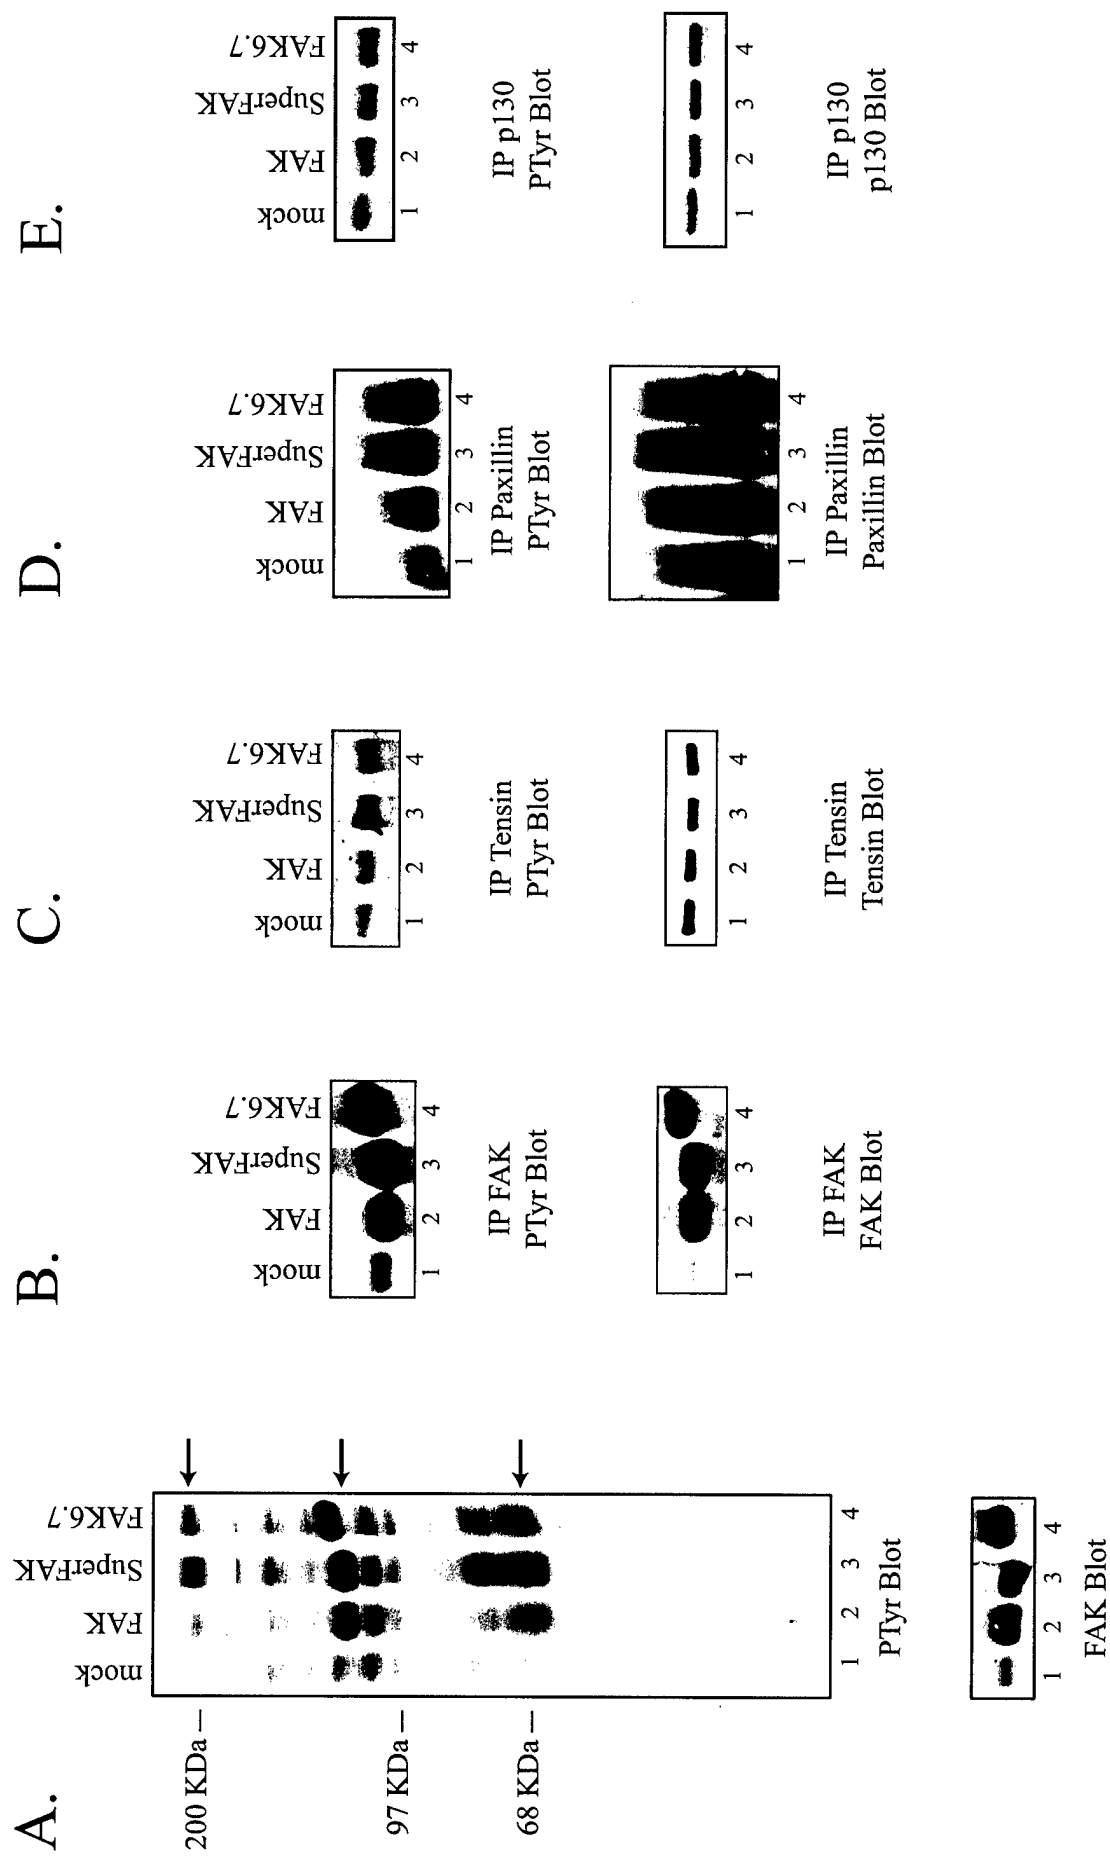 A.
200 KDa
97 KDa
68 KDa
mock
FAK
SuperFAK
FAK6.7
1 2 3 4
PTyr Blot
1 2 3 4
FAK Blot
B.
mock
FAK
SuperFAK
FAK6.7
1 2 3 4
IP FAK
PTyr Blot
1 2 3 4
IP FAK
FAK Blot
C.
mock
FAK
SuperFAK
FAK6.7
1 2 3 4
IP Tensin
PTyr Blot
1 2 3 4
IP Tensin
Tensin Blot
D.
mock
FAK
SuperFAK
FAK6.7
1 2 3 4
IP Paxillin
PTyr Blot
1 2 3 4
IP Paxillin
Paxillin Blot
E.
mock
FAK
SuperFAK
FAK6.7
1 2 3 4
IP p130
PTyr Blot
1 2 3 4
IP p130
p130 Blot